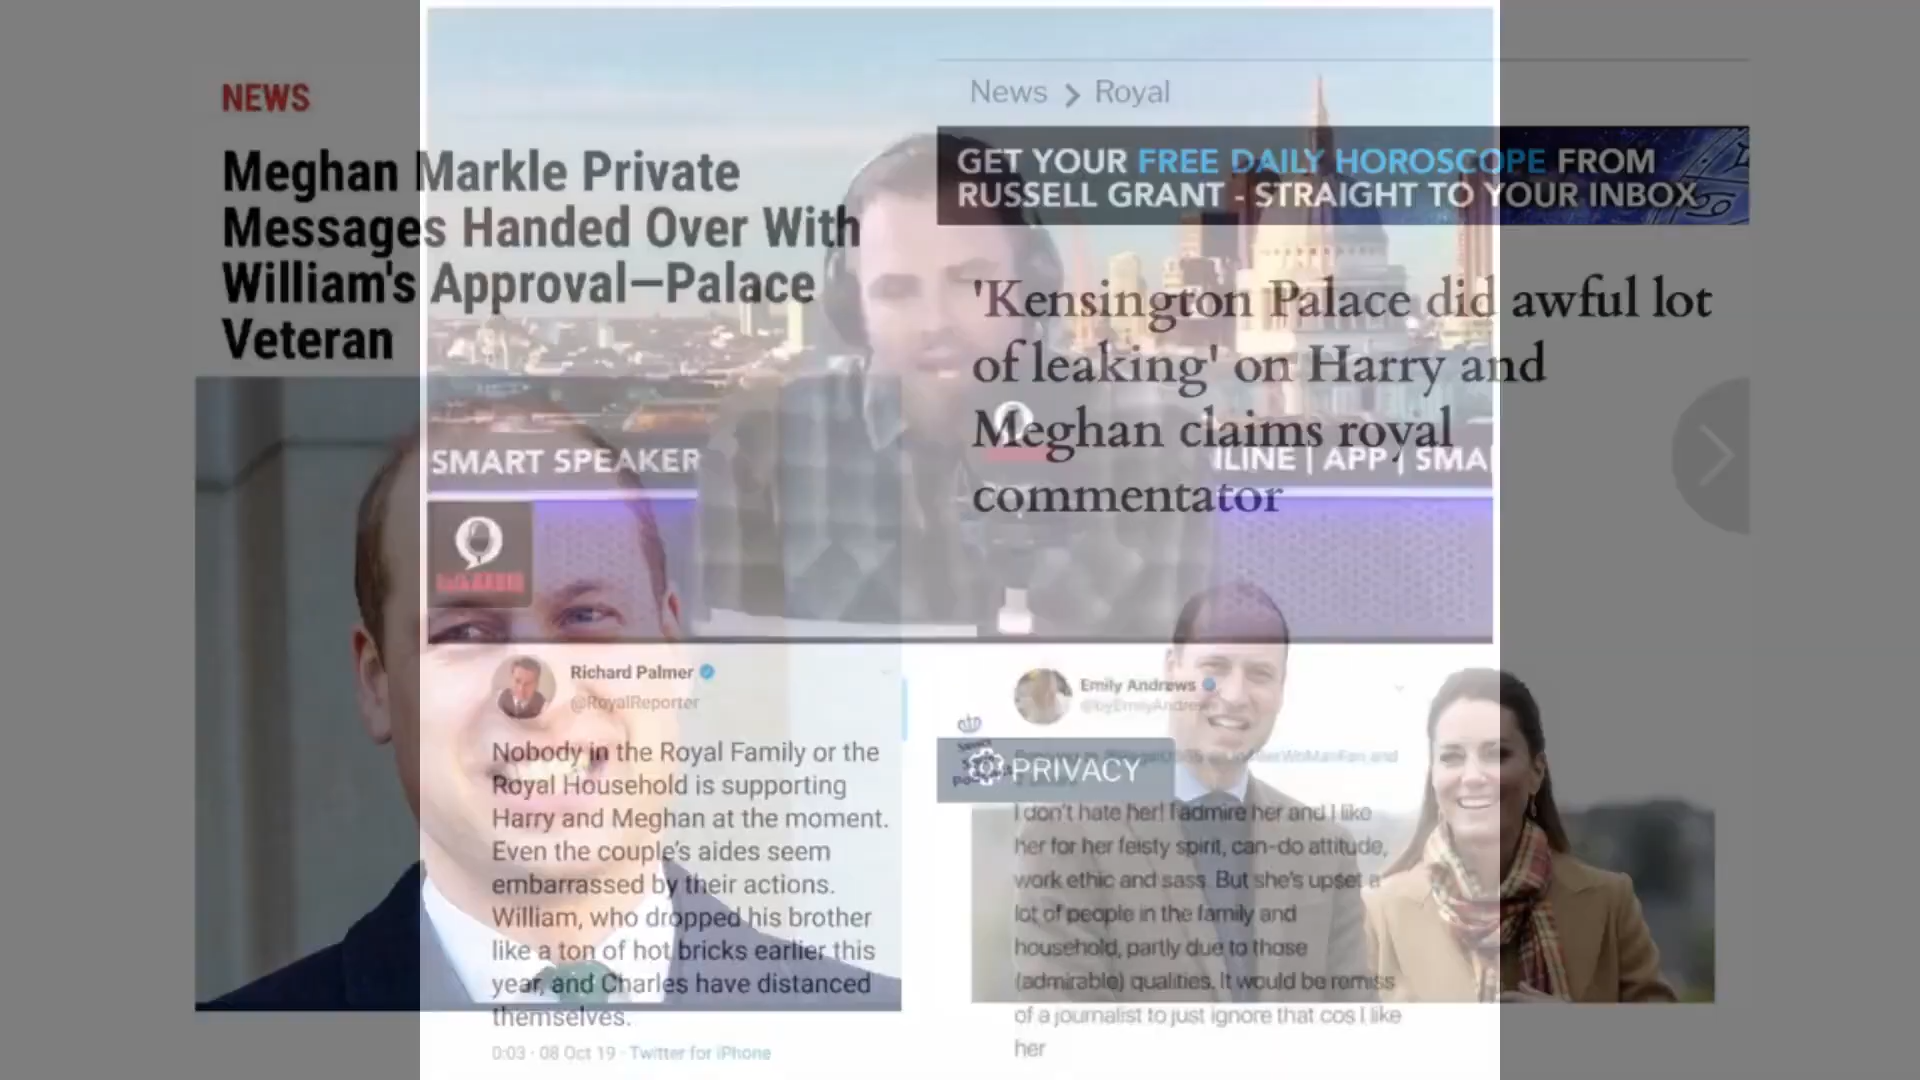 NEWS
Meghan Markle Private
Messages Handed Over With
William's Approval—Palace
Veteran
News > Royal
GET YOUR FREE DAILY HOROSCOPE FROM
RUSSELL GRANT - STRAIGHT TO YOUR INBOX
'Kensington Palace did awful lot
of leaking' on Harry and
Meghan claims royal
commentator
SMART SPEAKER
NLINE | APP | SMA
Richard Palmer
@RoyalReporter
Nobody in the Royal Family or the
Royal Household is supporting
Harry and Meghan at the moment.
Even the couple's aides seem
embarrassed by their actions.
William, who dropped his brother
like a ton of hot bricks earlier this
year, and Charles have distanced
themselves.
0:03 · 08 Oct 19 · Twitter for iPhone
Emily Andrews
@byEmilyAndrews
PRIVACY
I don't hate her! I admire her and I like
her for her feisty spirit, can-do attitude,
work ethic and sass. But she's upset a
lot of people in the family and
household, partly due to those
(admirable) qualities. It would be remiss
of a journalist to just ignore that cos I like
her